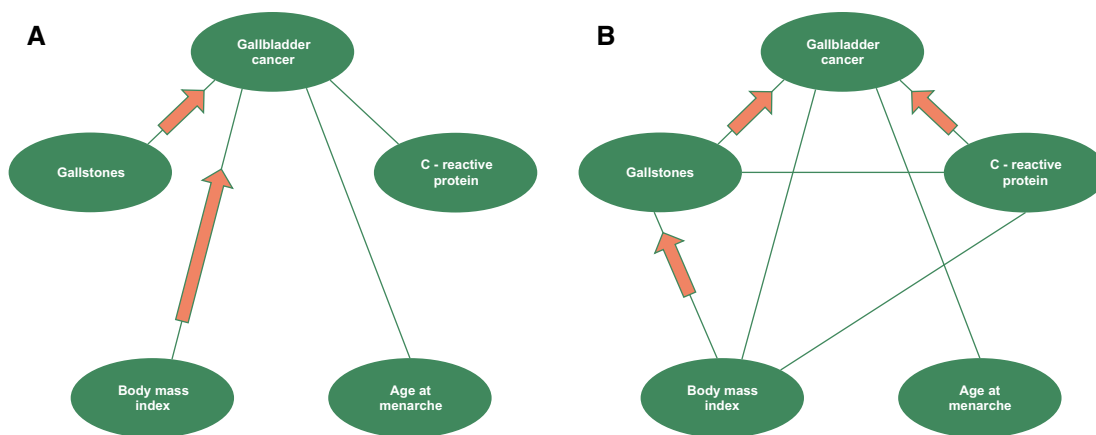 A
Gallbladder
cancer
Gallstones
C - reactive
protein
Body mass
index
Age at
menarche
B
Gallbladder
cancer
Gallstones
C - reactive
protein
Body mass
index
Age at
menarche